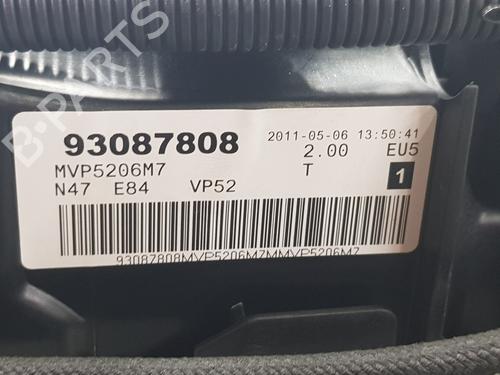 B-PARTS
93087808 2011-05-06 13:50:41
MVP5206M7 2.00 EU5
N47 E84 VP52 T 1
93087808MVP5206M7MMVP5206M7